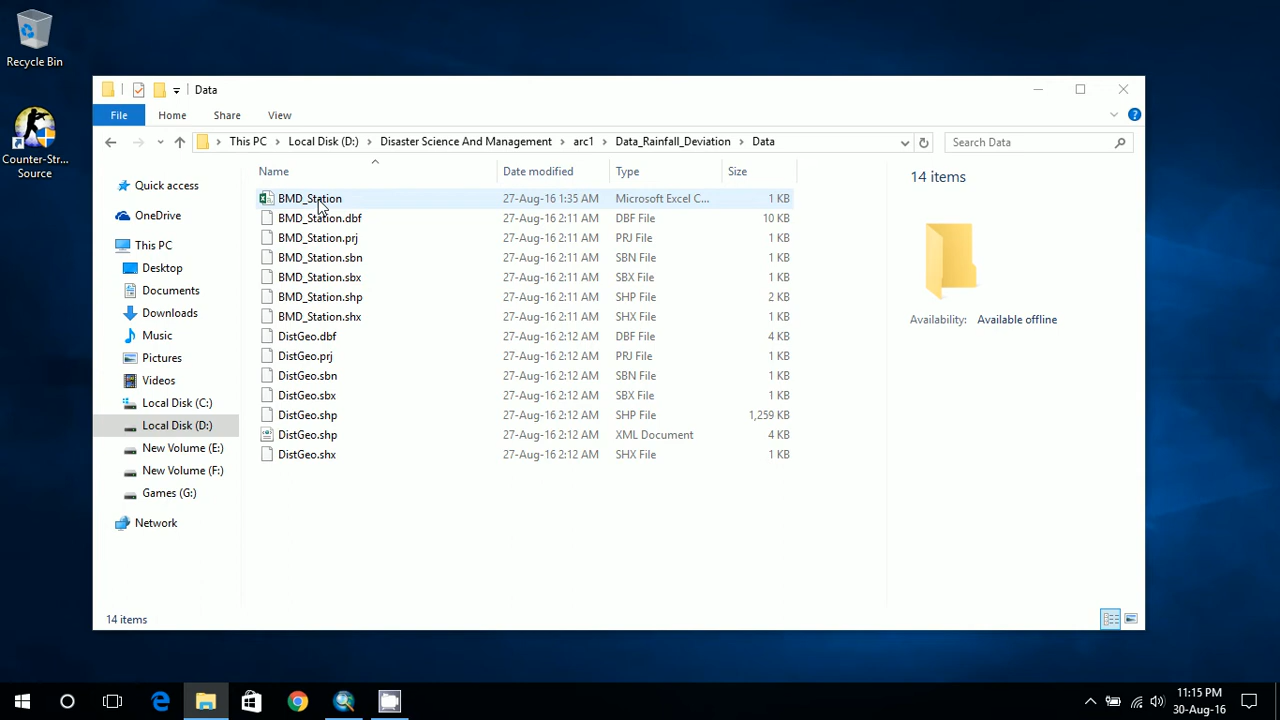 Recycle Bin
Counter-Str...
Source
Data
File Home Share View
This PC > Local Disk (D:) > Disaster Science And Management > arc1 > Data_Rainfall_Deviation > Data
Search Data
Name Date modified Type Size
BMD_Station 27-Aug-16 1:35 AM Microsoft Excel C... 1 KB
BMD_Station.dbf 27-Aug-16 2:11 AM DBF File 10 KB
BMD_Station.prj 27-Aug-16 2:11 AM PRJ File 1 KB
BMD_Station.sbn 27-Aug-16 2:11 AM SBN File 1 KB
BMD_Station.sbx 27-Aug-16 2:11 AM SBX File 1 KB
BMD_Station.shp 27-Aug-16 2:11 AM SHP File 2 KB
BMD_Station.shx 27-Aug-16 2:11 AM SHX File 1 KB
DistGeo.dbf 27-Aug-16 2:12 AM DBF File 4 KB
DistGeo.prj 27-Aug-16 2:12 AM PRJ File 1 KB
DistGeo.sbn 27-Aug-16 2:12 AM SBN File 1 KB
DistGeo.sbx 27-Aug-16 2:12 AM SBX File 1 KB
DistGeo.shp 27-Aug-16 2:12 AM SHP File 1,259 KB
DistGeo.shp 27-Aug-16 2:12 AM XML Document 4 KB
DistGeo.shx 27-Aug-16 2:12 AM SHX File 1 KB
Quick access
OneDrive
This PC
Desktop
Documents
Downloads
Music
Pictures
Videos
Local Disk (C:)
Local Disk (D:)
New Volume (E:)
New Volume (F:)
Games (G:)
Network
14 items
Availability: Available offline
14 items
11:15 PM
30-Aug-16